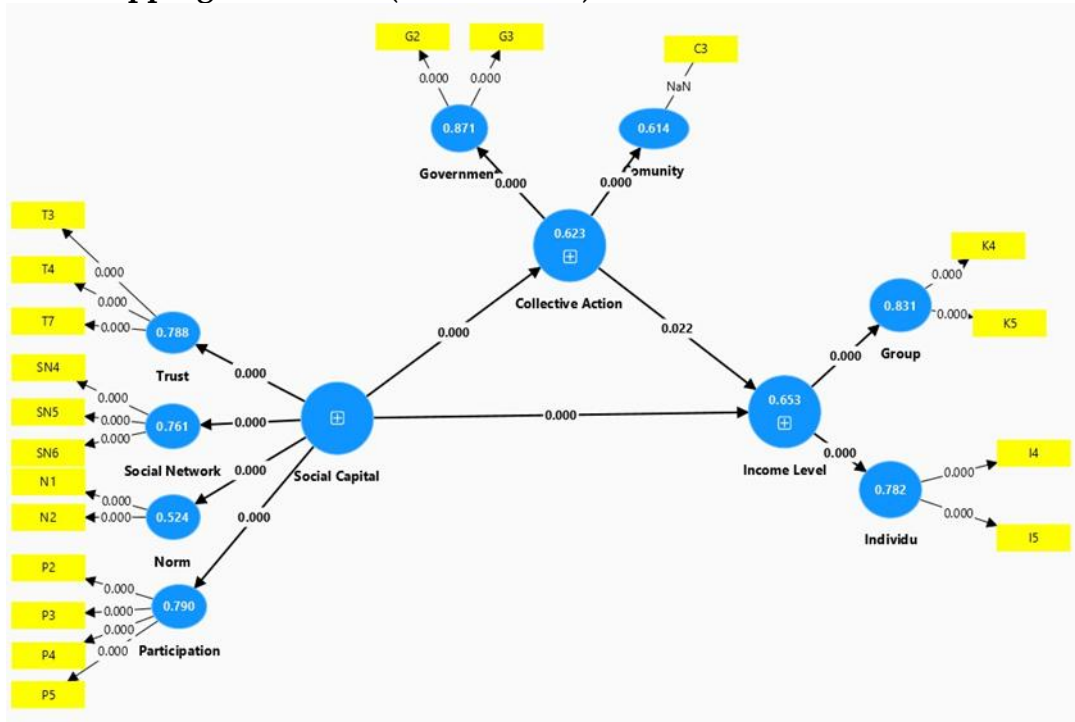 G2
G3
C3
0.000
0.000
NaN
0.871
0.614
0.000
0.000
T3
0.623
K4
T4
0.000
0.000
Collective Action
0.831
0.000
0.000
T7
0.000
0.788
0.000
0.022
K5
Trust
0.000
Group
SN4
0.000
0.000
0.653
SN5
0.000
0.761
0.000
0.000
0.000
I4
SN6
0.000
Income Level
Social Network
Social Capital
0.000
N1
0.000
0.000
0.782
N2
0.000
0.524
0.000
0.000
I5
Norm
Individu
P2
0.000
P3
0.000
0.790
0.000
P4
0.000
Participation
P5